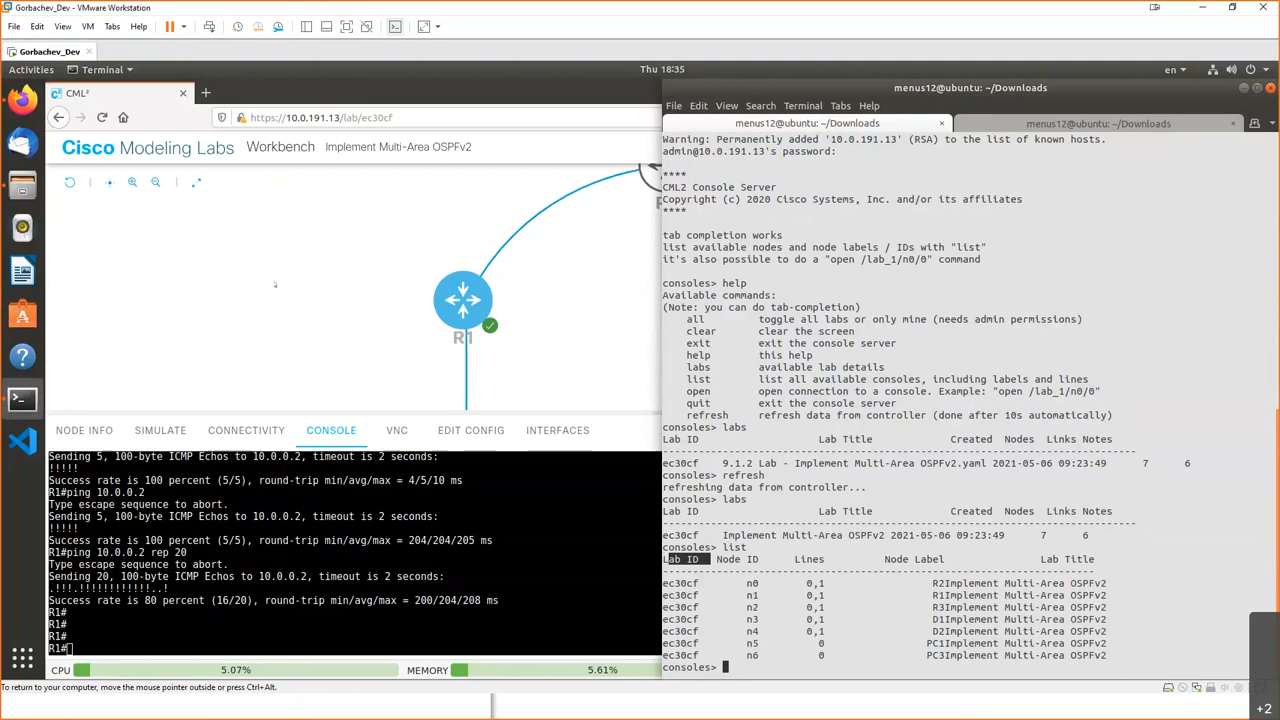 Gorbachev_Dev - VMware Workstation
File Edit View VM Tabs Help
Gorbachev_Dev
Activities Terminal Thu 18:35 en
CML²
https://10.0.191.13/lab/ec30cf
Cisco Modeling Labs Workbench Implement Multi-Area OSPFv2
R1
NODE INFO SIMULATE CONNECTIVITY CONSOLE VNC EDIT CONFIG INTERFACES
Sending 5, 100-byte ICMP Echos to 10.0.0.2, timeout is 2 seconds:
!!!!!
Success rate is 100 percent (5/5), round-trip min/avg/max = 4/5/10 ms
R1#ping 10.0.0.2
Type escape sequence to abort.
Sending 5, 100-byte ICMP Echos to 10.0.0.2, timeout is 2 seconds:
!!!!!
Success rate is 100 percent (5/5), round-trip min/avg/max = 204/204/205 ms
R1#ping 10.0.0.2 rep 20
Type escape sequence to abort.
Sending 20, 100-byte ICMP Echos to 10.0.0.2, timeout is 2 seconds:
.!!!.!!!!!!!!!!!!..!
Success rate is 80 percent (16/20), round-trip min/avg/max = 200/204/208 ms
R1#
R1#
R1#
R1#
CPU 5.07% MEMORY 5.61%
menus12@ubuntu: ~/Downloads
File Edit View Search Terminal Tabs Help
menus12@ubuntu: ~/Downloads menus12@ubuntu: ~/Downloads
Warning: Permanently added '10.0.191.13' (RSA) to the list of known hosts.
admin@10.0.191.13's password:
****
CML2 Console Server
Copyright (c) 2020 Cisco Systems, Inc. and/or its affiliates
****
tab completion works
list available nodes and node labels / IDs with "list"
it's also possible to do a "open /lab_1/n0/0" command
consoles> help
Available commands:
(Note: you can do tab-completion)
all toggle all labs or only mine (needs admin permissions)
clear clear the screen
exit exit the console server
help this help
labs available lab details
list list all available consoles, including labels and lines
open open connection to a console. Example: "open /lab_1/n0/0"
quit exit the console server
refresh refresh data from controller (done after 10s automatically)
consoles> labs
Lab ID Lab Title Created Nodes Links Notes
--------------------------------------------------------------------------------
ec30cf 9.1.2 Lab - Implement Multi-Area OSPFv2.yaml 2021-05-06 09:23:49 7 6
consoles> refresh
refreshing data from controller...
consoles> labs
Lab ID Lab Title Created Nodes Links Notes
--------------------------------------------------------------------------------
ec30cf Implement Multi-Area OSPFv2 2021-05-06 09:23:49 7 6
consoles> list
Lab ID Node ID Lines Node Label Lab Title
--------------------------------------------------------------------------
ec30cf n0 0,1 R2Implement Multi-Area OSPFv2
ec30cf n1 0,1 R1Implement Multi-Area OSPFv2
ec30cf n2 0,1 R3Implement Multi-Area OSPFv2
ec30cf n3 0,1 D1Implement Multi-Area OSPFv2
ec30cf n4 0,1 D2Implement Multi-Area OSPFv2
ec30cf n5 0 PC1Implement Multi-Area OSPFv2
ec30cf n6 0 PC3Implement Multi-Area OSPFv2
consoles>
To return to your computer, move the mouse pointer outside or press Ctrl+Alt.
+2